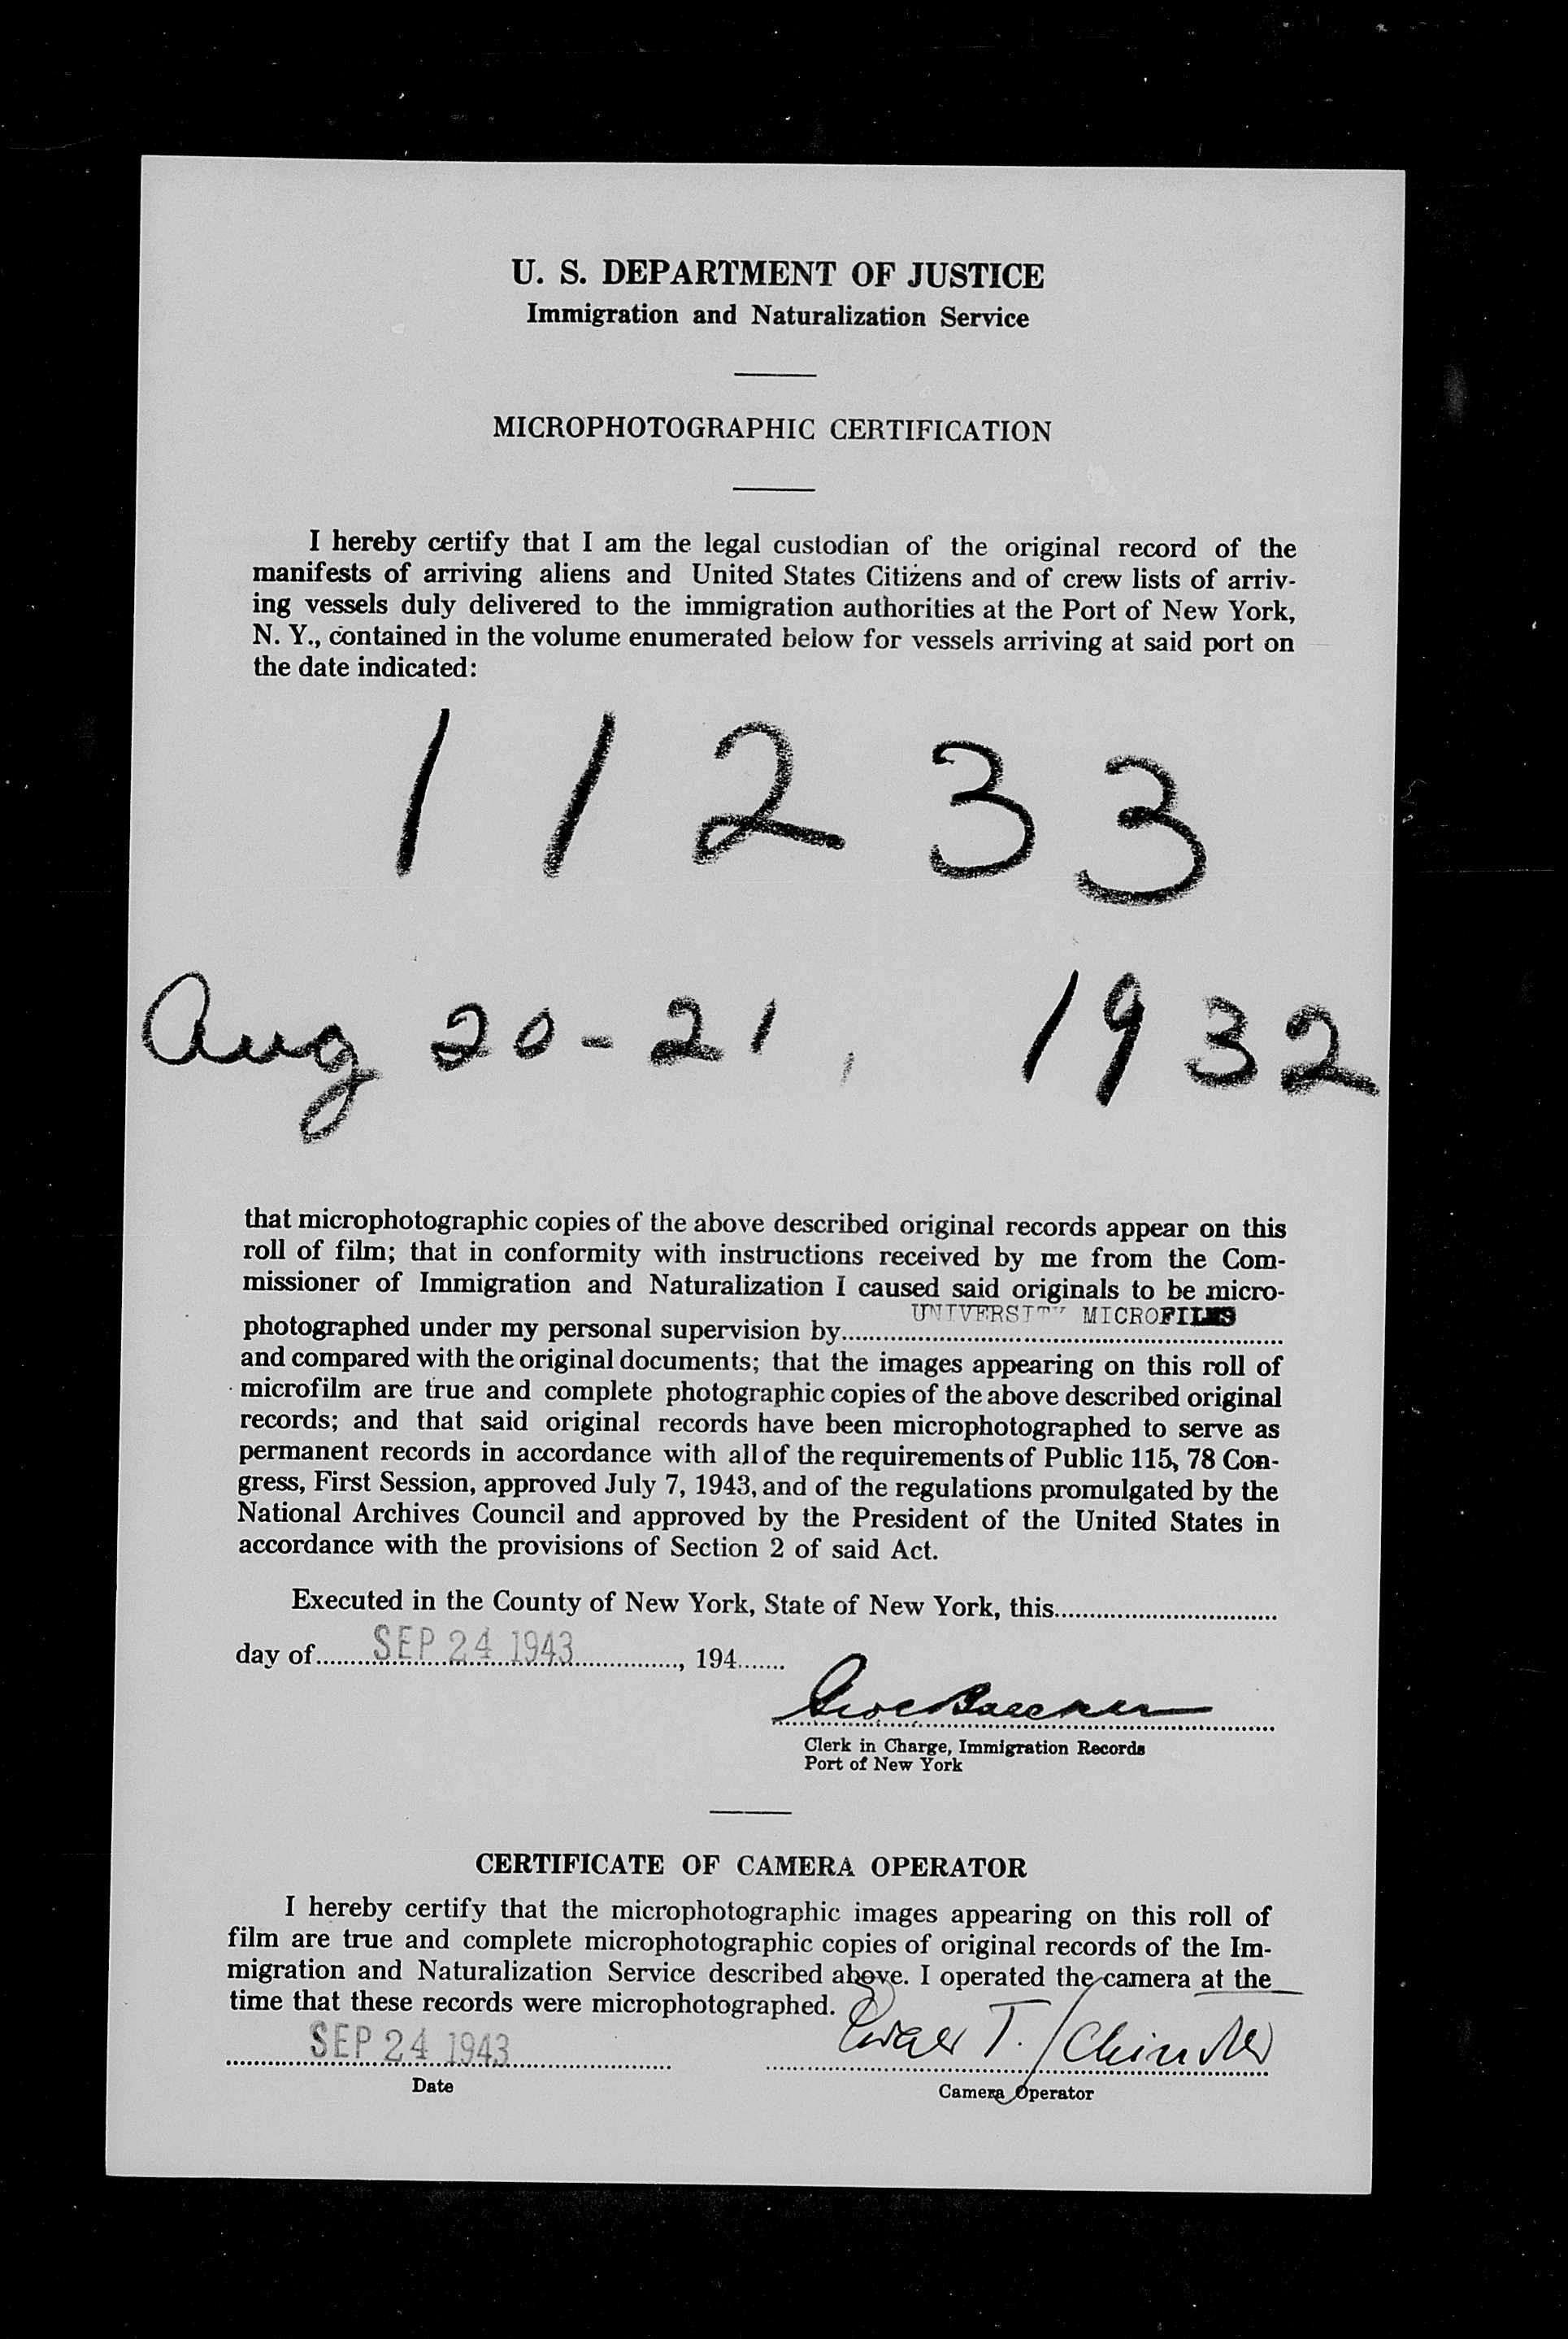 U. S. DEPARTMENT OF JUSTICE
Immigration and Naturalization Service
MICROPHOTOGRAPHIC CERTIFICATION
I hereby certify that I am the legal custodian of the original record of the
manifests of arriving aliens and United States Citizens and of crew lists of arriv-
ing vessels duly delivered to the immigration authorities at the Port of New York,
N. Y., contained in the volume enumerated below for vessels arriving at said port on
the date indicated:
11233
Aug 20-21, 1932
that microphotographic copies of the above described original records appear on this
roll of film; that in conformity with instructions received by me from the Com-
missioner of Immigration and Naturalization I caused said originals to be micro-
photographed under my personal supervision by UNIVERSITY MICROFILMS
and compared with the original documents; that the images appearing on this roll of
microfilm are true and complete photographic copies of the above described original
records; and that said original records have been microphotographed to serve as
permanent records in accordance with all of the requirements of Public 115, 78 Con-
gress, First Session, approved July 7, 1943, and of the regulations promulgated by the
National Archives Council and approved by the President of the United States in
accordance with the provisions of Section 2 of said Act.
Executed in the County of New York, State of New York, this
day of SEP 24 1943, 194
Clerk in Charge, Immigration Records
Port of New York
CERTIFICATE OF CAMERA OPERATOR
I hereby certify that the microphotographic images appearing on this roll of
film are true and complete microphotographic copies of original records of the Im-
migration and Naturalization Service described above. I operated the camera at the
time that these records were microphotographed.
SEP 24 1943 T.
Date
Camera Operator